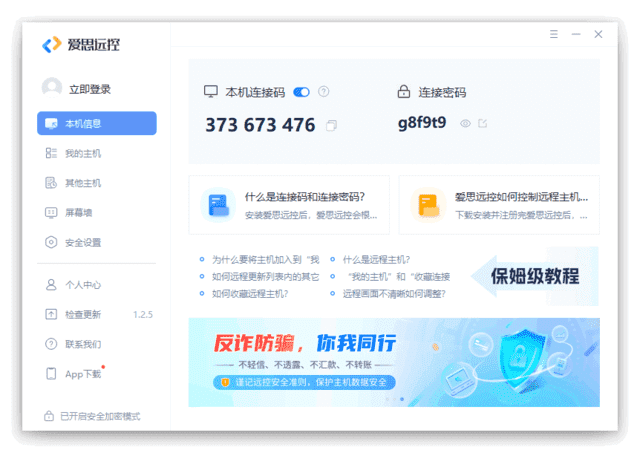 爱思远控
立即登录
本机信息
我的主机
其他主机
屏幕墙
安全设置
个人中心
检查更新 1.2.5
联系我们
App下载
已开启安全加密模式
本机连接码
373 673 476
连接密码
g8f9t9
什么是连接码和连接密码?
安装爱思远控后，爱思远控会根...
爱思远控如何控制远程主机...
下载安装并注册完爱思远控后，...
为什么要将主机加入到“我
什么是远程主机？
如何远程更新列表内的其它
“我的主机”和“收藏连接
如何收藏远程主机？
远程画面不清晰如何调整？
保姆级教程
反诈防骗，你我同行
不轻信、不透露、不汇款、不转账
谨记远控安全准则，保护主机数据安全